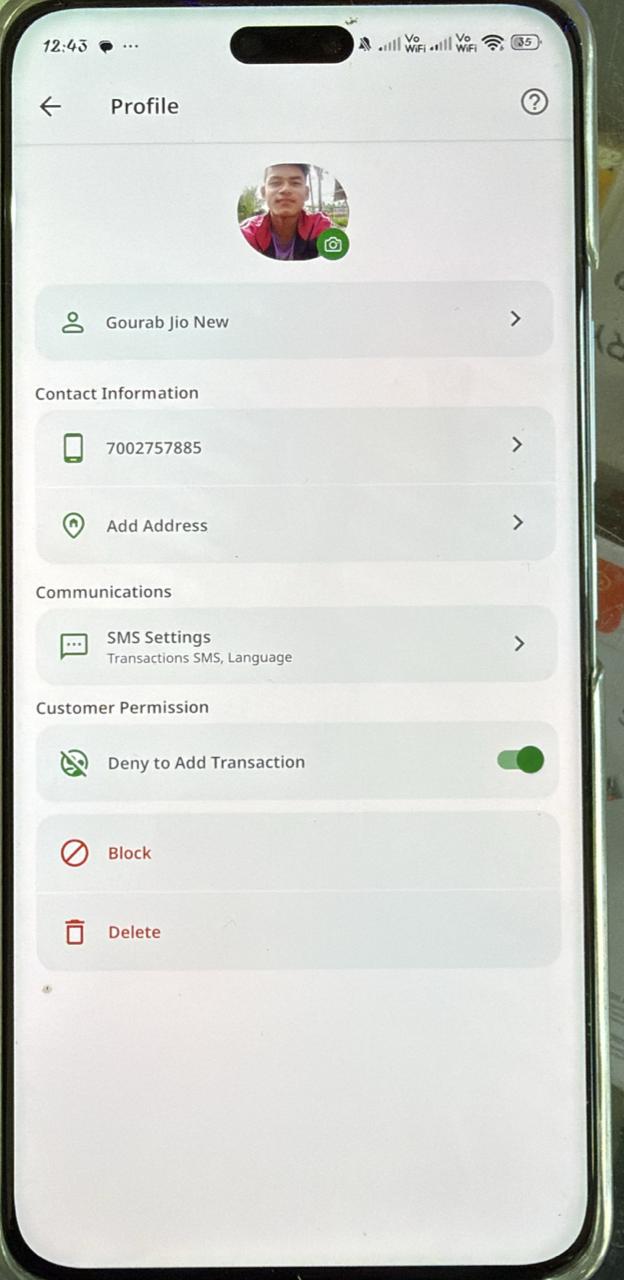 12:43
Vo WiFi Vo WiFi 35
Profile
Gourab Jio New
Contact Information
7002757885
Add Address
Communications
SMS Settings
Transactions SMS, Language
Customer Permission
Deny to Add Transaction
Block
Delete